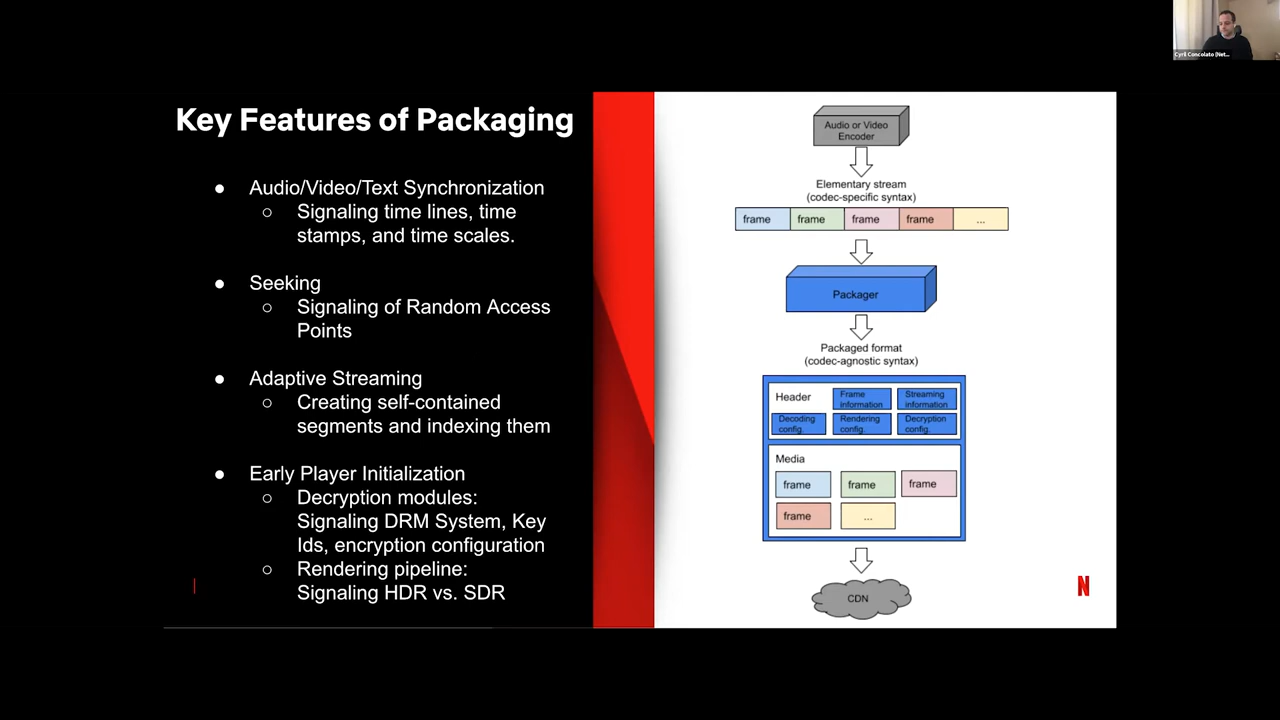 Cyril Concolato (Net...
Key Features of Packaging
● Audio/Video/Text Synchronization
○ Signaling time lines, time
stamps, and time scales.
● Seeking
○ Signaling of Random Access
Points
● Adaptive Streaming
○ Creating self-contained
segments and indexing them
● Early Player Initialization
○ Decryption modules:
Signaling DRM System, Key
Ids, encryption configuration
○ Rendering pipeline:
Signaling HDR vs. SDR
Audio or Video
Encoder
Elementary stream
(codec-specific syntax)
frame frame frame frame ...
Packager
Packaged format
(codec-agnostic syntax)
Header
Frame
information
Streaming
information
Decoding
config.
Rendering
config.
Decryption
config.
Media
frame frame frame
frame ...
CDN
N